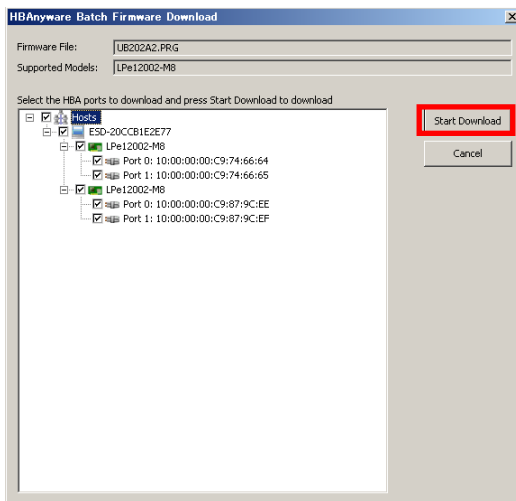 HBAnyware Batch Firmware Download
Firmware File: UB202A2.PRG
Supported Models: LPe12002-M8
Select the HBA ports to download and press Start Download to download
Hosts
ESD-20CCB1E2E77
LPe12002-M8
Port 0: 10:00:00:00:C9:74:66:64
Port 1: 10:00:00:00:C9:74:66:65
LPe12002-M8
Port 0: 10:00:00:00:C9:87:9C:EE
Port 1: 10:00:00:00:C9:87:9C:EF
Start Download
Cancel